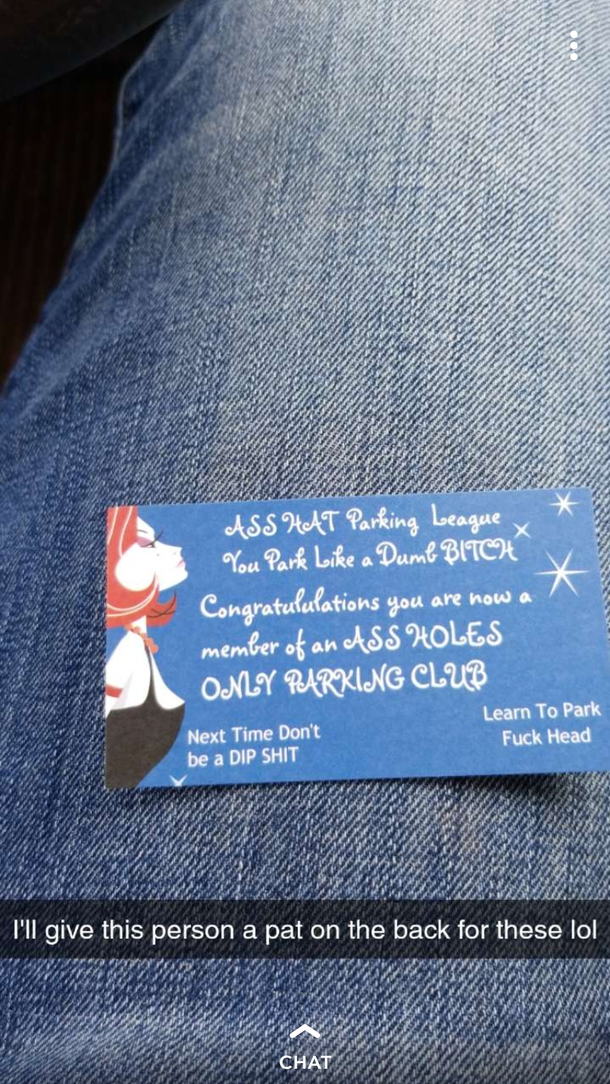 ASS HAT Parking League
You Park Like a Dumb BITCH
Congratululations you are now a
member of an ASS HOLES
ONLY PARKING CLUB
Next Time Don't
be a DIP SHIT
Learn To Park
Fuck Head
I'll give this person a pat on the back for these lol
CHAT